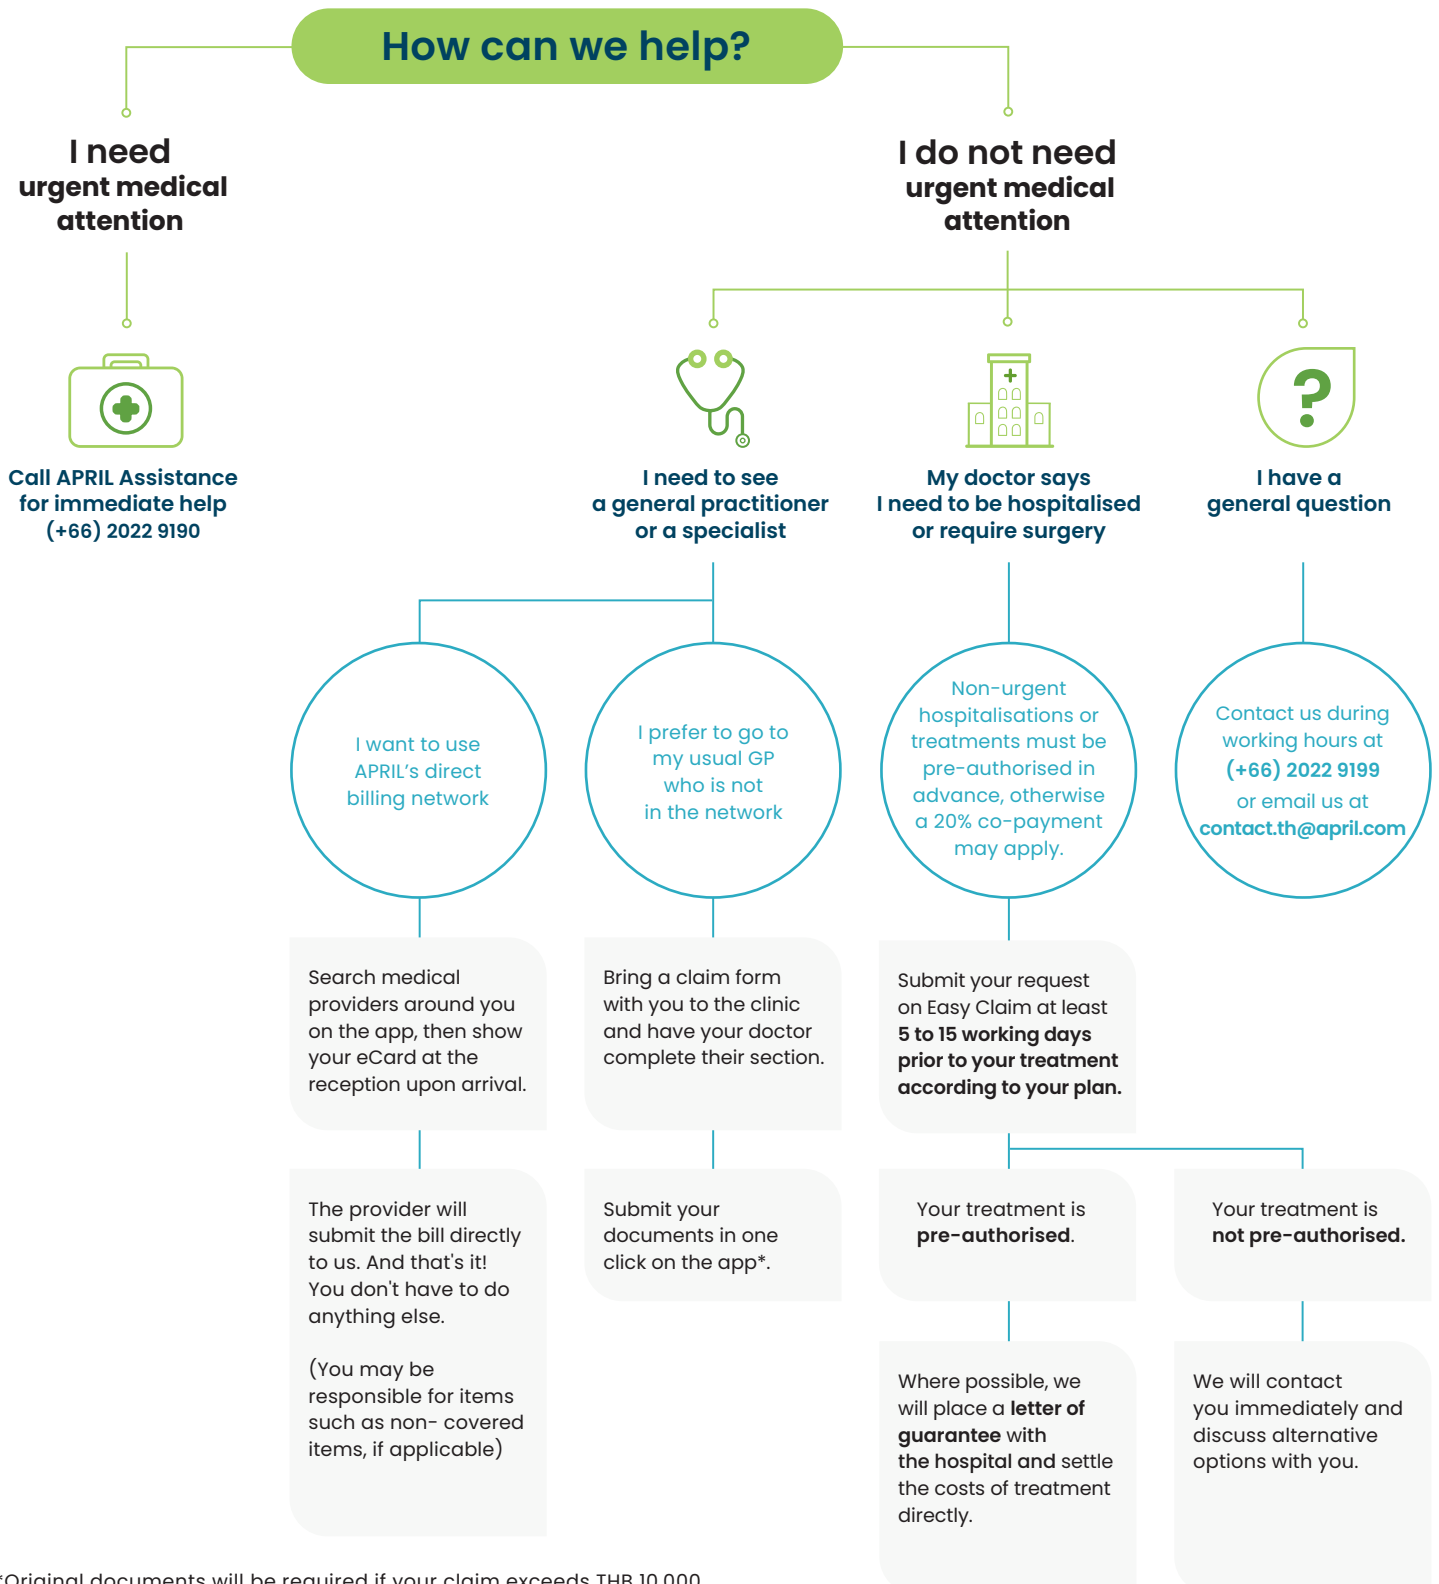 How can we help?
I need
urgent medical
attention
Call APRIL Assistance
for immediate help
(+66) 2022 9190
I do not need
urgent medical
attention
I need to see
a general practitioner
or a specialist
I want to use
APRIL's direct
billing network
Search medical
providers around you
on the app, then show
your eCard at the
reception upon arrival.
The provider will
submit the bill directly
to us. And that's it!
You don't have to do
anything else.
(You may be
responsible for items
such as non- covered
items, if applicable)
I prefer to go to
my usual GP
who is not
in the network
Bring a claim form
with you to the clinic
and have your doctor
complete their section.
Submit your
documents in one
click on the app*.
My doctor says
I need to be hospitalised
or require surgery
Non-urgent
hospitalisations or
treatments must be
pre-authorised in
advance, otherwise
a 20% co-payment
may apply.
Submit your request
on Easy Claim at least
5 to 15 working days
prior to your treatment
according to your plan.
Your treatment is
pre-authorised.
Where possible, we
will place a letter of
guarantee with
the hospital and settle
the costs of treatment
directly.
Your treatment is
not pre-authorised.
We will contact
you immediately and
discuss alternative
options with you.
I have a
general question
Contact us during
working hours at
(+66) 2022 9199
or email us at
contact.th@april.com
*Original documents will be required if your claim exceeds THB 10,000